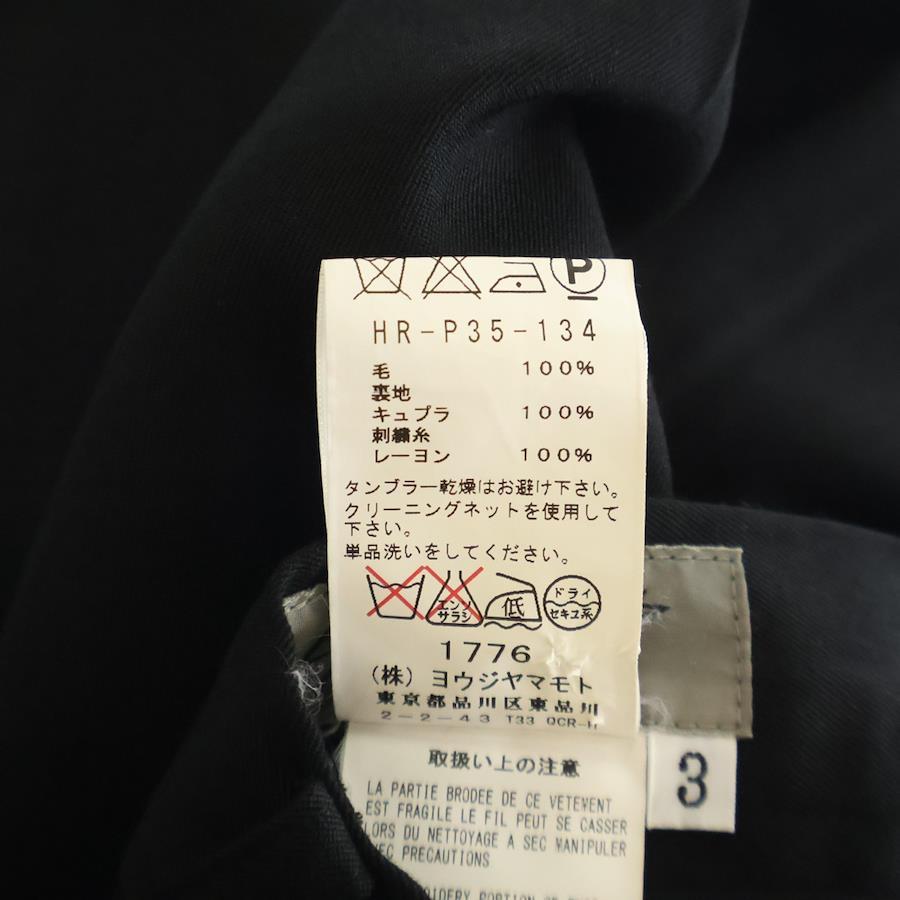 P
HR-P35-134
毛 100%
裏地
キュプラ 100%
刺繍糸
レーヨン 100%
タンブラー乾燥はお避け下さい。
クリーニングネットを使用して
下さい。
単品洗いをしてください。
エンソ
サラシ
低
ドライ
セキユ系
1776
(株) ヨウジヤマモト
東京都品川区東品川
2-2-43 T33 QCR-H
3
取扱い上の注意
LA PARTIE BRODEE DE CE VETEMENT
EST FRAGILE LE FIL PEUT SE CASSER
LORS DU NETTOYAGE A SEC MANIPULER
AVEC PRECAUTIONS
PORTION